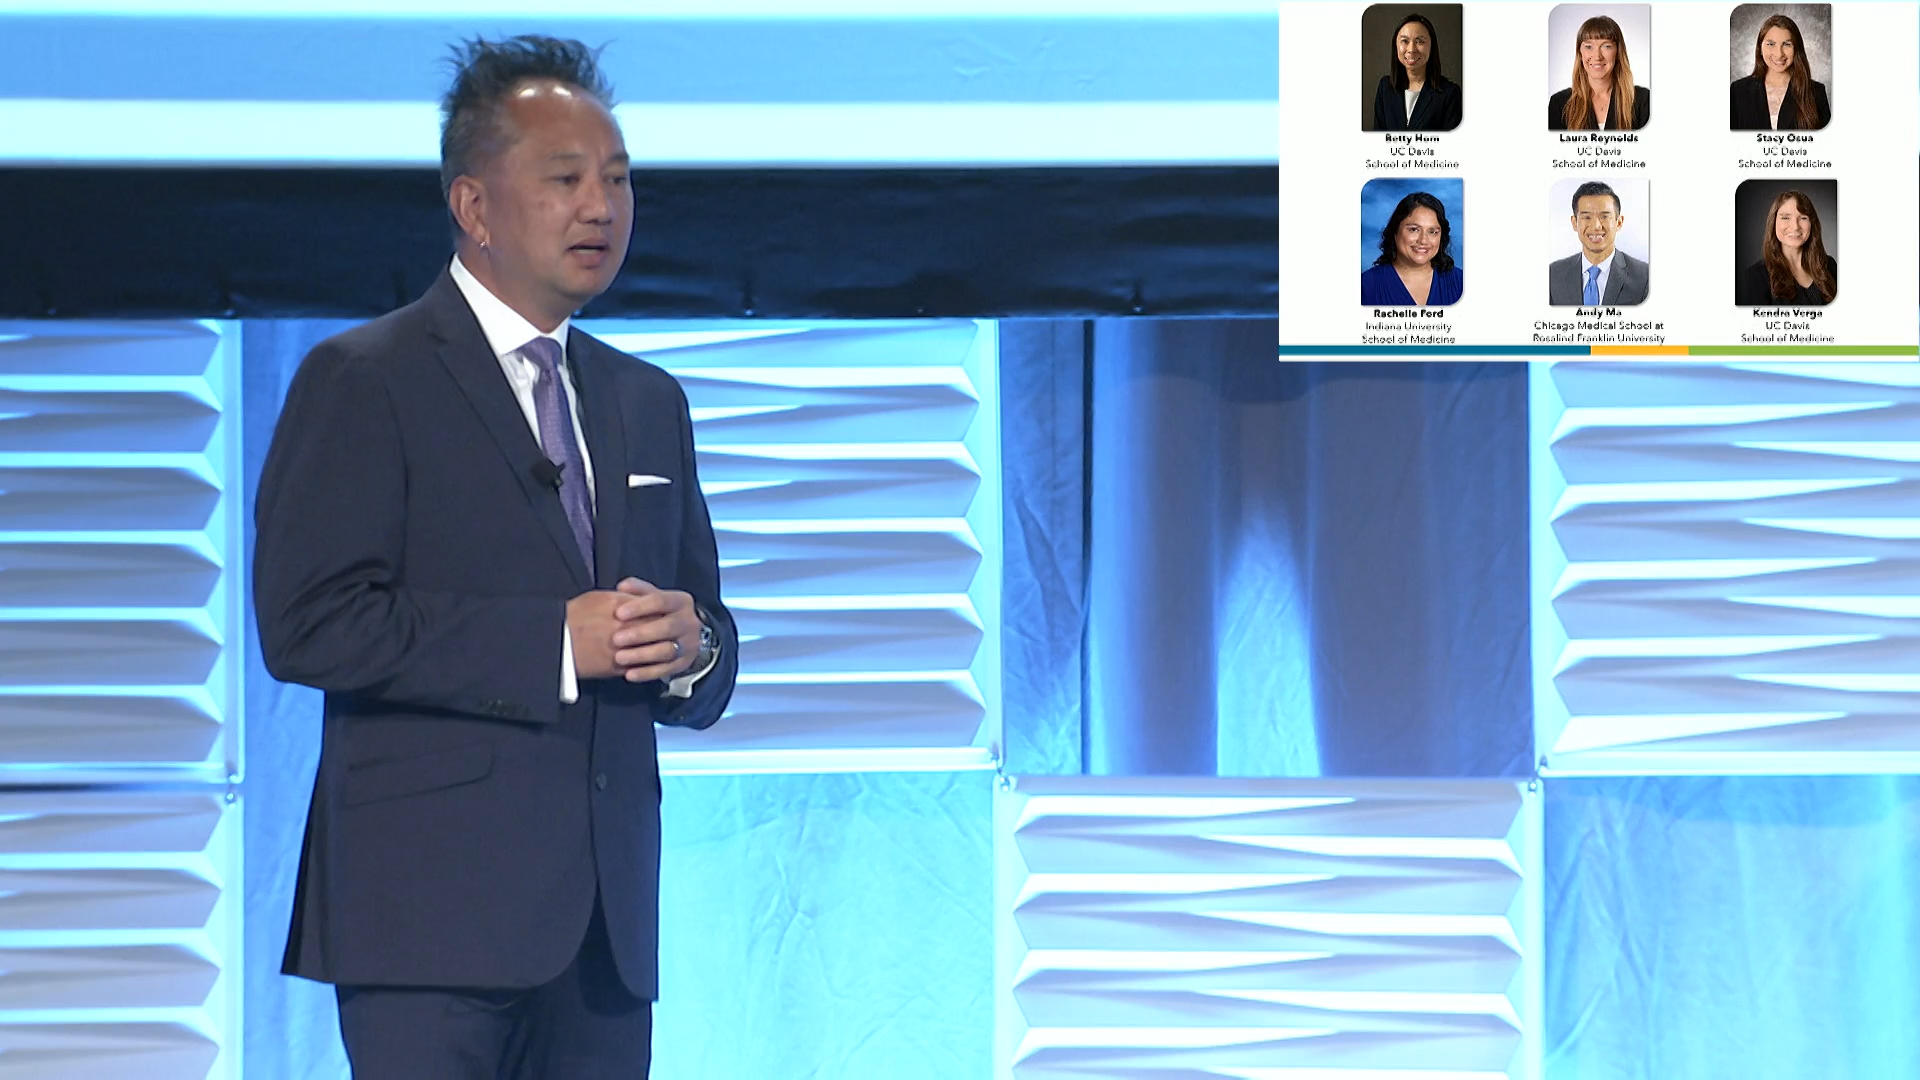 Betty Hom
UC Davis
School of Medicine
Laura Reynolds
UC Davis
School of Medicine
Stacy Osua
UC Davis
School of Medicine
Rachelle Ford
Indiana University
School of Medicine
Andy Ma
Chicago Medical School at
Rosalind Franklin University
Kendra Verga
UC Davis
School of Medicine